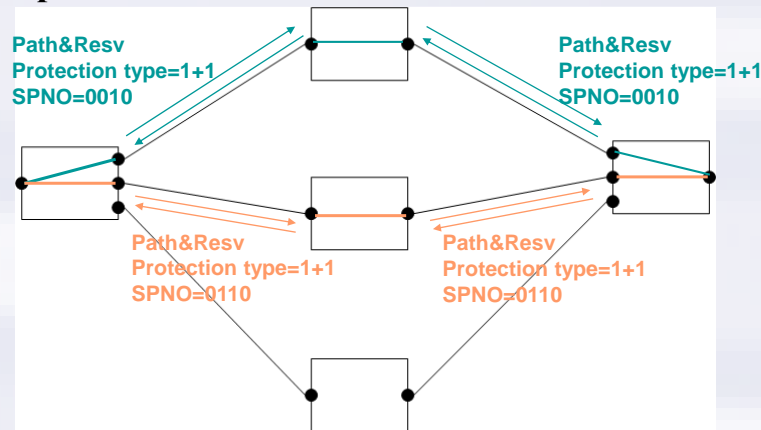 Path&Resv
Protection type=1+1
SPNO=0010
Path&Resv
Protection type=1+1
SPNO=0010
Path&Resv
Protection type=1+1
SPNO=0110
Path&Resv
Protection type=1+1
SPNO=0110